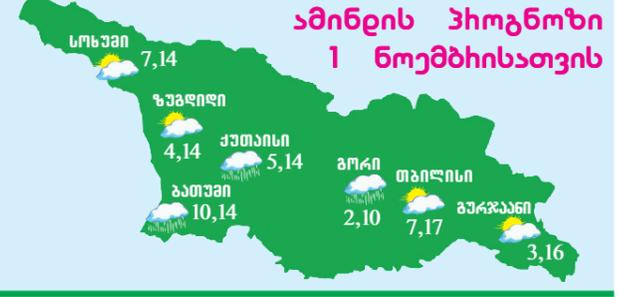 ამინდის პროგნოზი
1 ნოემბრისათვის
სოხუმი
7,14
ზუგდიდი
4,14
ქუთაისი
5,14
ბათუმი
10,14
გორი
2,10
თბილისი
7,17
გურჯაანი
3,16